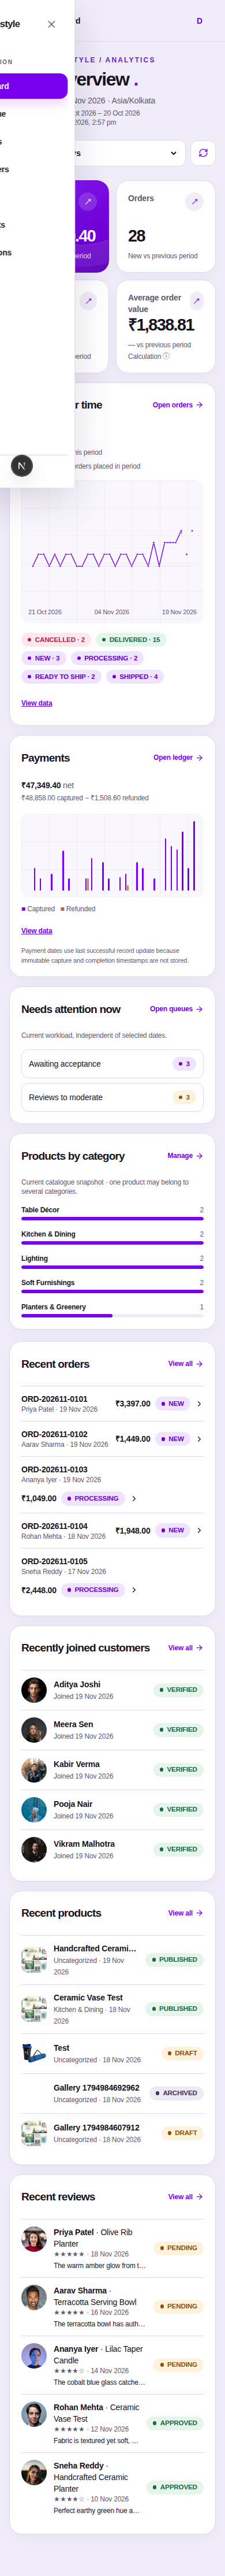 style
rd
D
ION
STYLE / ANALYTICS
ard
erview .
ue
Nov 2026 · Asia/Kolkata
pt 2026 – 20 Oct 2026
2026, 2:57 pm
s
s
ers
Orders
.40
28
eriod
New vs previous period
ts
ons
Average order
value
₹1,838.81
— vs previous period
eriod
Calculation ⓘ
r time
Open orders →
his period
orders placed in period
N
21 Oct 2026
04 Nov 2026
19 Nov 2026
CANCELLED · 2
DELIVERED · 15
NEW · 3
PROCESSING · 2
READY TO SHIP · 2
SHIPPED · 4
View data
Payments
Open ledger →
₹47,349.40 net
₹48,858.00 captured − ₹1,508.60 refunded
Captured
Refunded
View data
Payment dates use last successful record update because
immutable capture and completion timestamps are not stored.
Needs attention now
Open queues →
Current workload, independent of selected dates.
Awaiting acceptance
3
Reviews to moderate
3
Products by category
Manage →
Current catalogue snapshot · one product may belong to
several categories.
Table Décor
2
Kitchen & Dining
2
Lighting
2
Soft Furnishings
2
Planters & Greenery
1
Recent orders
View all →
ORD-202611-0101
₹3,397.00
NEW
Priya Patel · 19 Nov 2026
ORD-202611-0102
₹1,449.00
NEW
Aarav Sharma · 19 Nov 2026
ORD-202611-0103
Ananya Iyer · 19 Nov 2026
₹1,049.00
PROCESSING
ORD-202611-0104
₹1,948.00
NEW
Rohan Mehta · 18 Nov 2026
ORD-202611-0105
Sneha Reddy · 17 Nov 2026
₹2,448.00
PROCESSING
Recently joined customers
View all →
Aditya Joshi
Joined 19 Nov 2026
VERIFIED
Meera Sen
Joined 19 Nov 2026
VERIFIED
Kabir Verma
Joined 19 Nov 2026
VERIFIED
Pooja Nair
Joined 19 Nov 2026
VERIFIED
Vikram Malhotra
Joined 19 Nov 2026
VERIFIED
Recent products
View all →
Handcrafted Cerami…
Uncategorized · 19 Nov
2026
PUBLISHED
Ceramic Vase Test
Kitchen & Dining · 18 Nov
2026
PUBLISHED
Test
Uncategorized · 18 Nov 2026
DRAFT
Gallery 1794984692962
Uncategorized · 18 Nov 2026
ARCHIVED
Gallery 1794984607912
Uncategorized · 18 Nov 2026
DRAFT
Recent reviews
View all →
Priya Patel · Olive Rib
Planter
★★★★★ · 18 Nov 2026
The warm amber glow from t…
PENDING
Aarav Sharma ·
Terracotta Serving Bowl
★★★★★ · 16 Nov 2026
The terracotta bowl has auth…
PENDING
Ananya Iyer · Lilac Taper
Candle
★★★★☆ · 14 Nov 2026
The cobalt blue glass catche…
PENDING
Rohan Mehta · Ceramic
Vase Test
★★★★★ · 12 Nov 2026
Fabric is textured yet soft, …
APPROVED
Sneha Reddy ·
Handcrafted Ceramic
Planter
★★★★☆ · 10 Nov 2026
Perfect earthy green hue a…
APPROVED